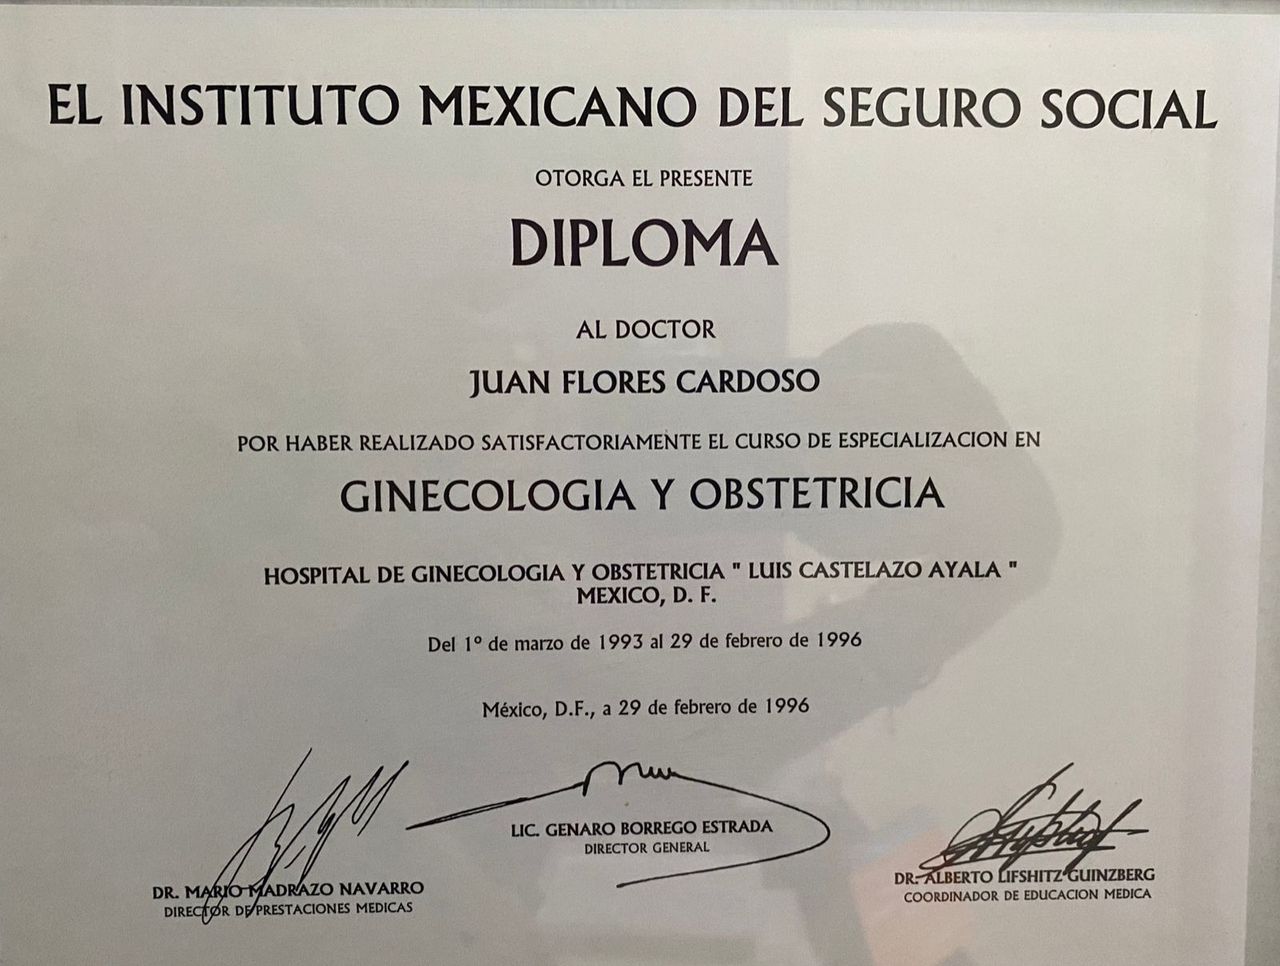 EL INSTITUTO MEXICANO DEL SEGURO SOCIAL
OTORGA EL PRESENTE
DIPLOMA
AL DOCTOR
JUAN FLORES CARDOSO
POR HABER REALIZADO SATISFACTORIAMENTE EL CURSO DE ESPECIALIZACION EN
GINECOLOGIA Y OBSTETRICIA
HOSPITAL DE GINECOLOGIA Y OBSTETRICIA " LUIS CASTELAZO AYALA "
MEXICO, D. F.
Del 1º de marzo de 1993 al 29 de febrero de 1996
México, D.F., a 29 de febrero de 1996
DR. MARIO MADRAZO NAVARRO
DIRECTOR DE PRESTACIONES MEDICAS
LIC. GENARO BORREGO ESTRADA
DIRECTOR GENERAL
DR. ALBERTO LIFSHITZ GUINZBERG
COORDINADOR DE EDUCACION MEDICA